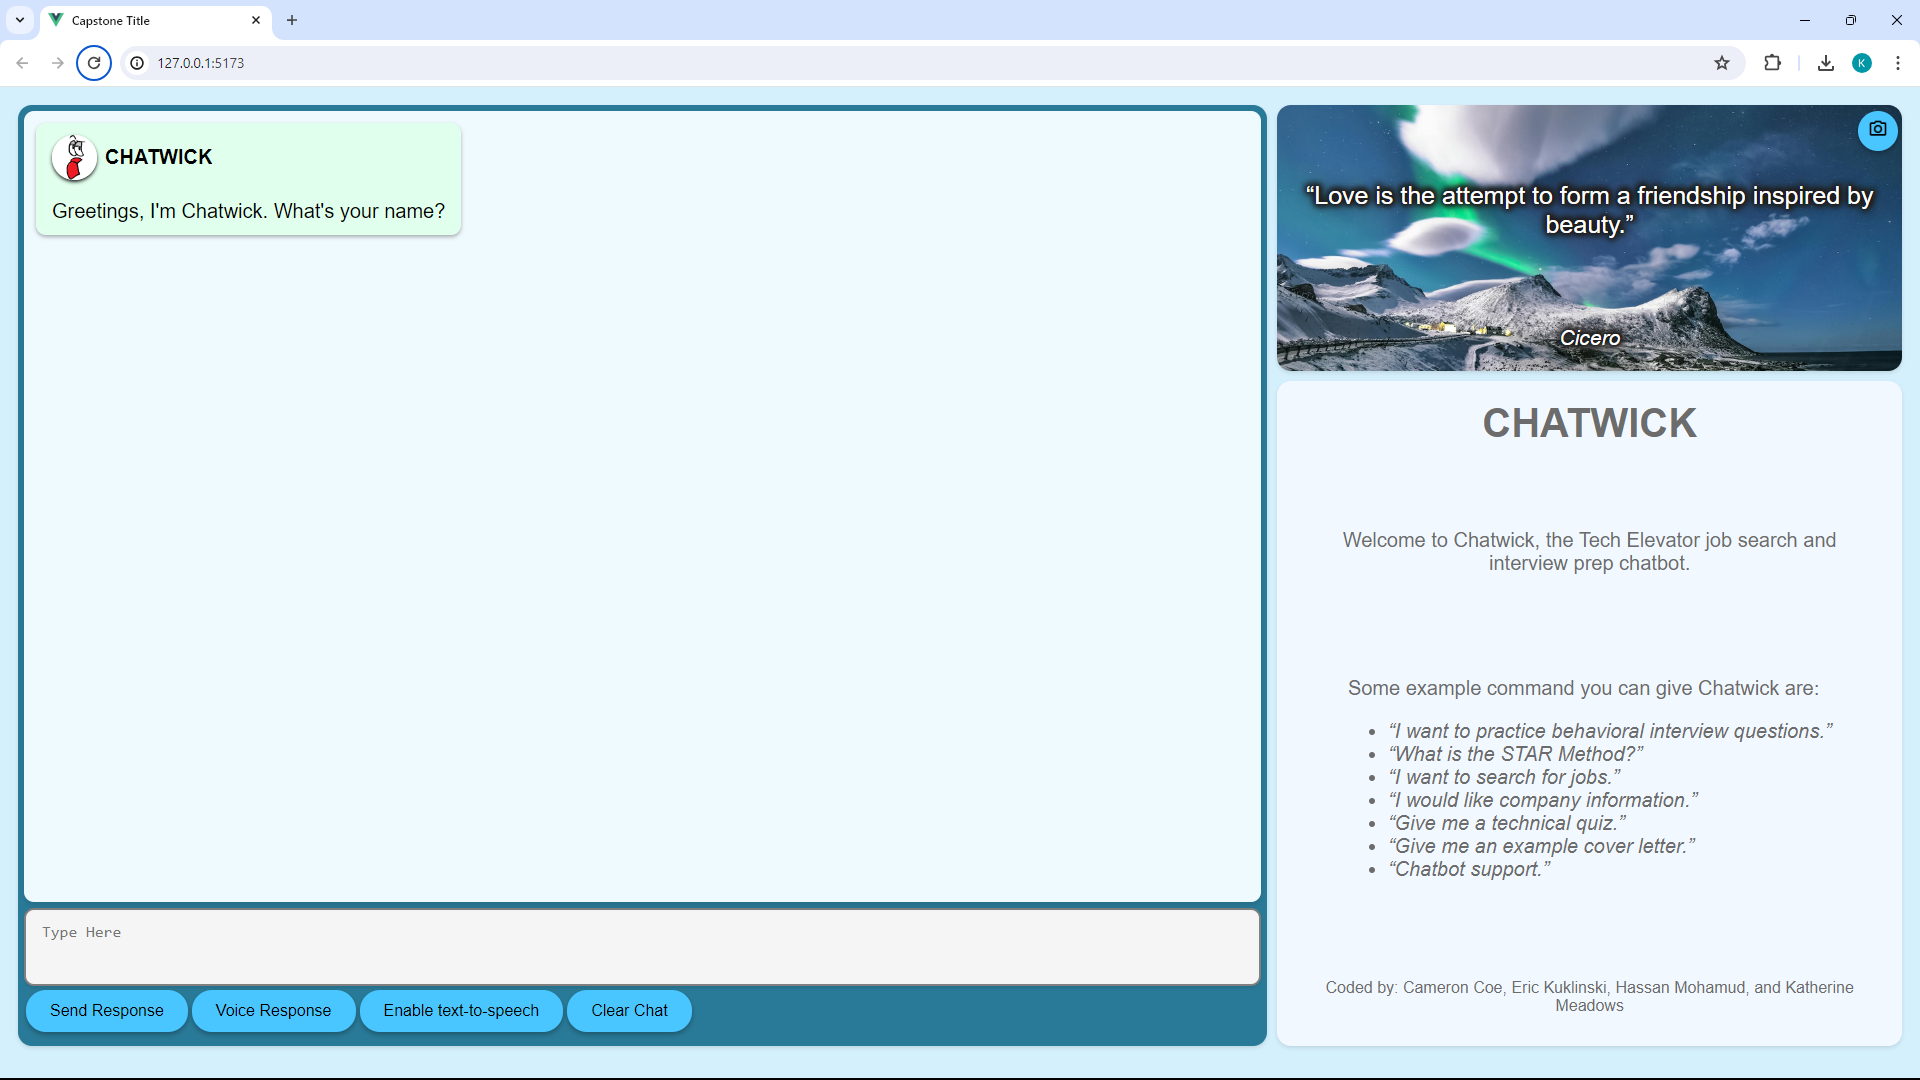 Capstone Title
127.0.0.1:5173
K
CHATWICK
Greetings, I'm Chatwick. What's your name?
Type Here
Send Response
Voice Response
Enable text-to-speech
Clear Chat
“Love is the attempt to form a friendship inspired by
beauty.”
Cicero
CHATWICK
Welcome to Chatwick, the Tech Elevator job search and
interview prep chatbot.
Some example command you can give Chatwick are:
• “I want to practice behavioral interview questions.”
• “What is the STAR Method?”
• “I want to search for jobs.”
• “I would like company information.”
• “Give me a technical quiz.”
• “Give me an example cover letter.”
• “Chatbot support.”
Coded by: Cameron Coe, Eric Kuklinski, Hassan Mohamud, and Katherine
Meadows